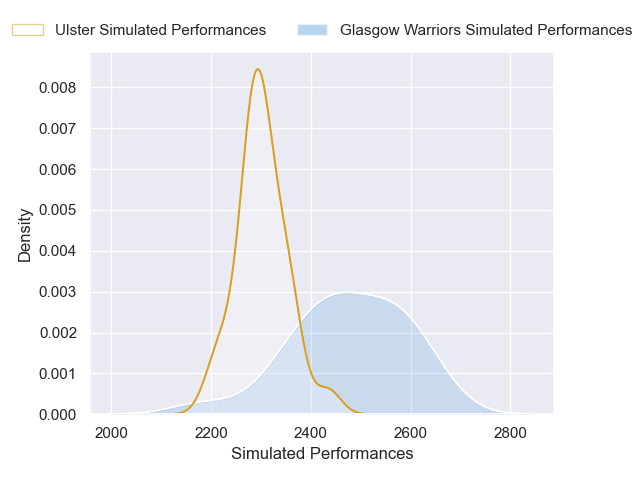 Ulster Simulated Performances
Glasgow Warriors Simulated Performances
0.008
0.007
0.006
0.005
0.004
0.003
0.002
0.001
0.000
Density
2000 2200 2400 2600 2800
Simulated Performances